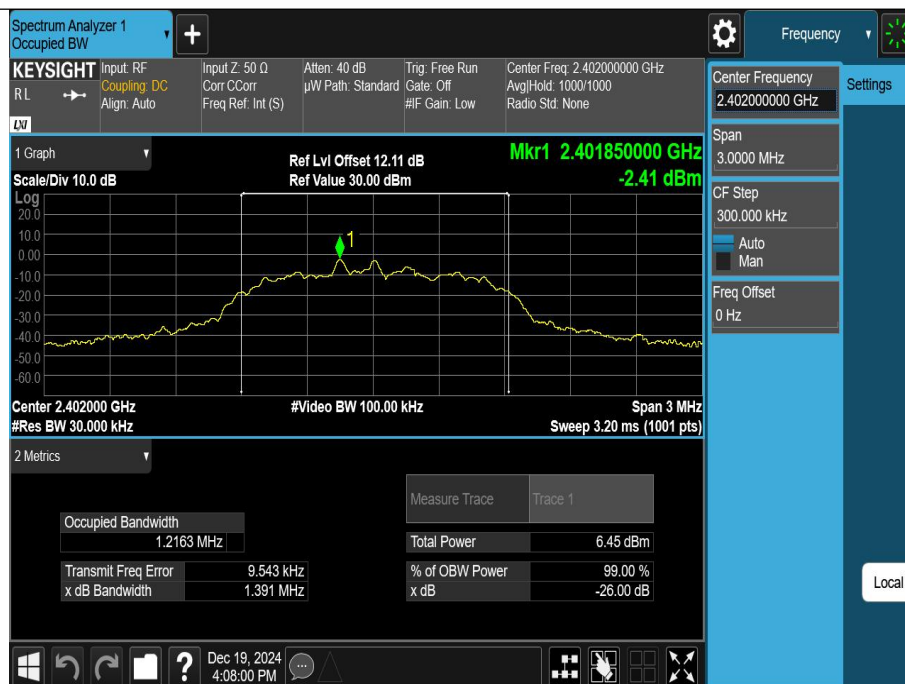 Spectrum Analyzer 1
Occupied BW
+
Frequency
KEYSIGHT
RL
LXI
Input: RF
Coupling: DC
Align: Auto
Input Z: 50 Ω
Corr CCorr
Freq Ref: Int (S)
Atten: 40 dB
µW Path: Standard
Trig: Free Run
Gate: Off
#IF Gain: Low
Center Freq: 2.402000000 GHz
Avg|Hold: 1000/1000
Radio Std: None
Center Frequency
2.402000000 GHz
Settings
Span
3.0000 MHz
CF Step
300.000 kHz
Auto
Man
Freq Offset
0 Hz
Local
1 Graph
Scale/Div 10.0 dB
Ref Lvl Offset 12.11 dB
Ref Value 30.00 dBm
Mkr1 2.401850000 GHz
-2.41 dBm
Log
20.0
10.0
0.00
-10.0
-20.0
-30.0
-40.0
-50.0
-60.0
1
Center 2.402000 GHz
#Res BW 30.000 kHz
#Video BW 100.00 kHz
Span 3 MHz
Sweep 3.20 ms (1001 pts)
2 Metrics
Measure Trace Trace 1
Occupied Bandwidth
1.2163 MHz
Total Power 6.45 dBm
Transmit Freq Error 9.543 kHz
% of OBW Power 99.00 %
x dB Bandwidth 1.391 MHz
x dB -26.00 dB
?
Dec 19, 2024
4:08:00 PM